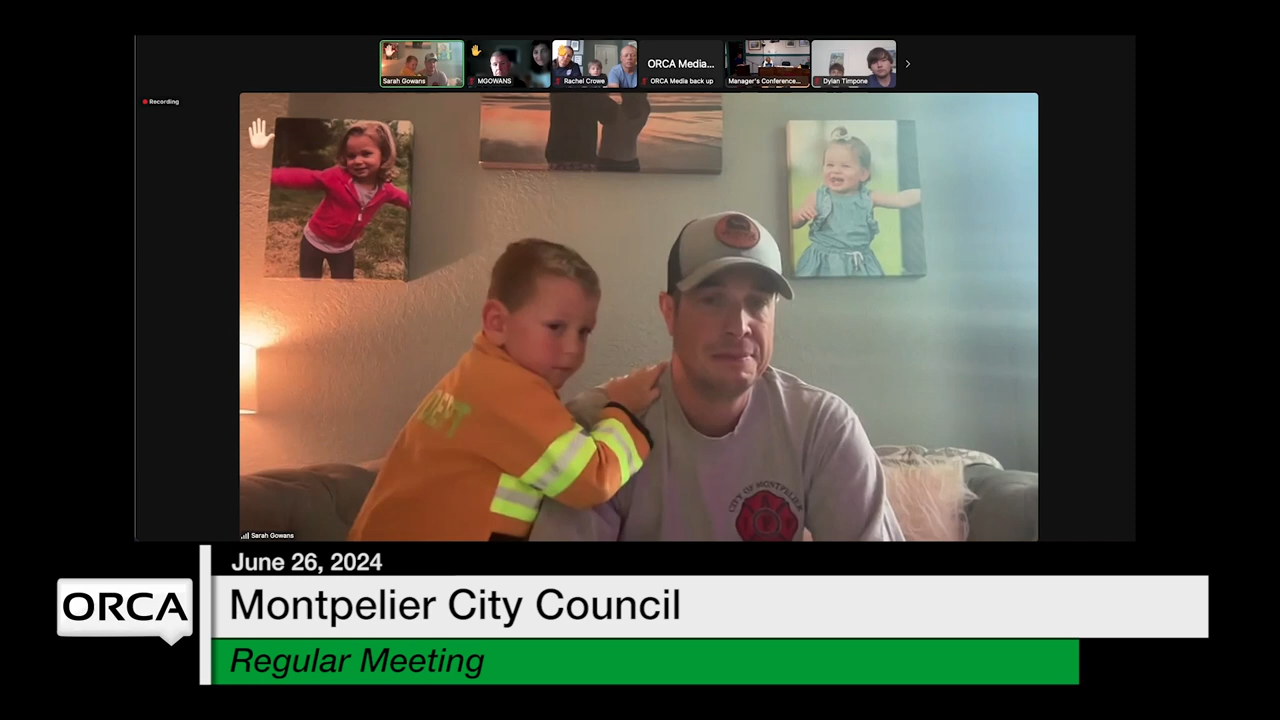 ORCA Media...
Sarah Gowans
MGOWANS
Rachel Crowe
ORCA Media back up
Manager's Conference...
Dylan Timpone
Recording
DEPT
CITY OF MONTPELIER
Sarah Gowans
June 26, 2024
ORCA
Montpelier City Council
Regular Meeting